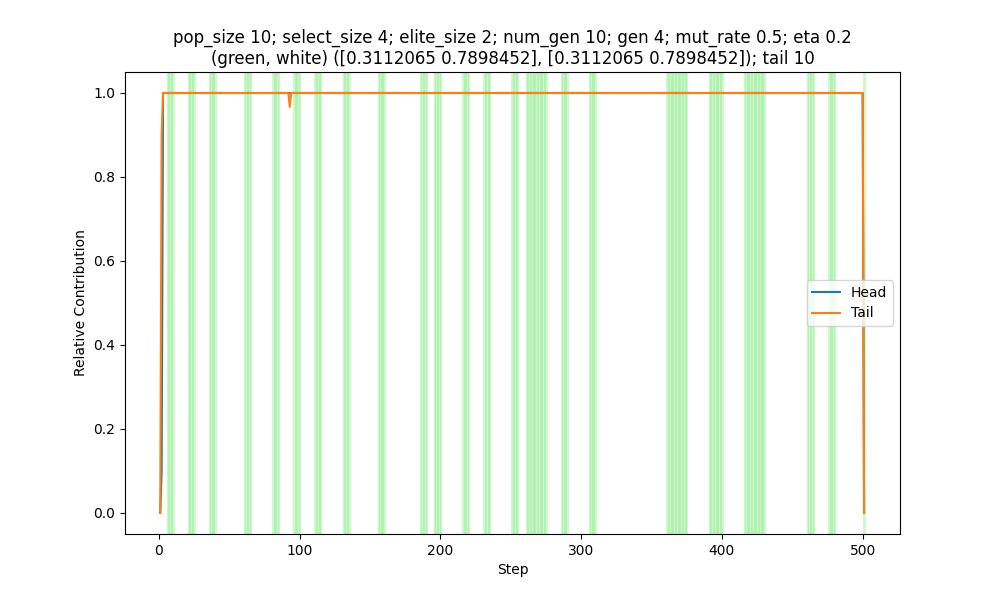 pop_size 10; select_size 4; elite_size 2; num_gen 10; gen 4; mut_rate 0.5; eta 0.2
(green, white) ([0.3112065 0.7898452], [0.3112065 0.7898452]); tail 10
1.0
0.8
0.6
0.4
0.2
0.0
Relative Contribution
Head
Tail
0
100
200
300
400
500
Step